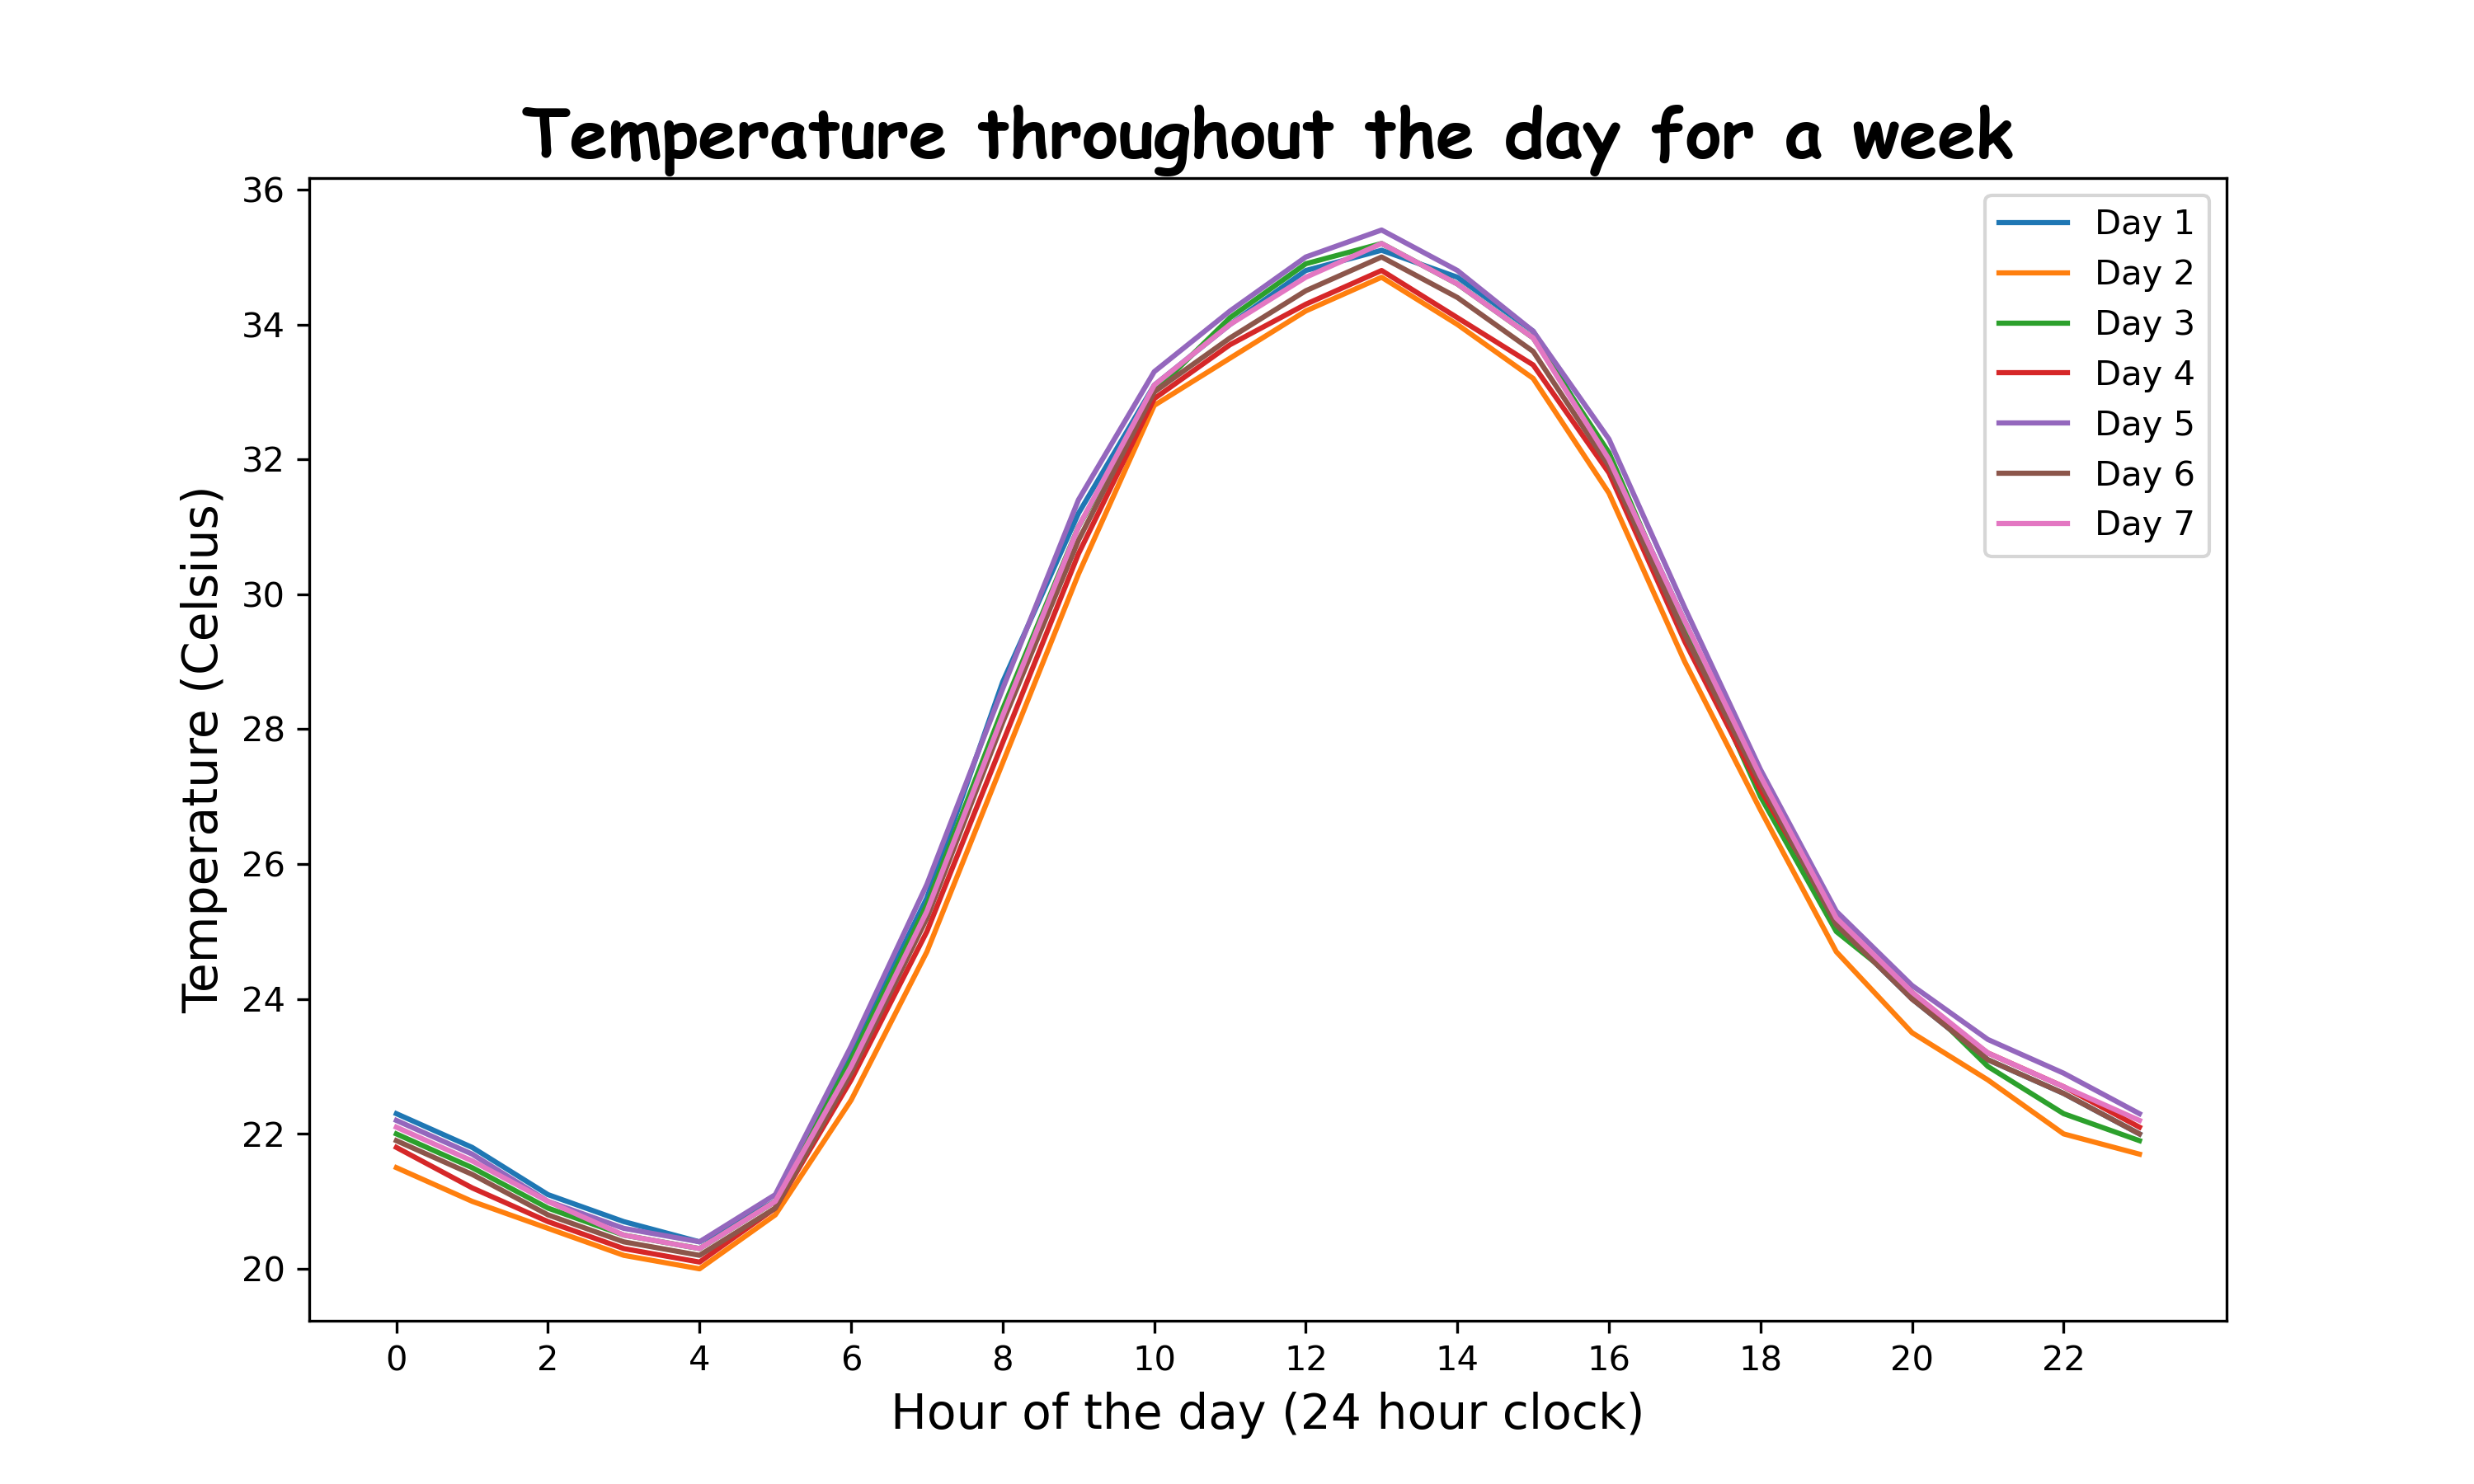 Temperature throughout the day for a week
36
34
32
30
28
26
24
22
20
Temperature (Celsius)
Day 1
Day 2
Day 3
Day 4
Day 5
Day 6
Day 7
0 2 4 6 8 10 12 14 16 18 20 22
Hour of the day (24 hour clock)